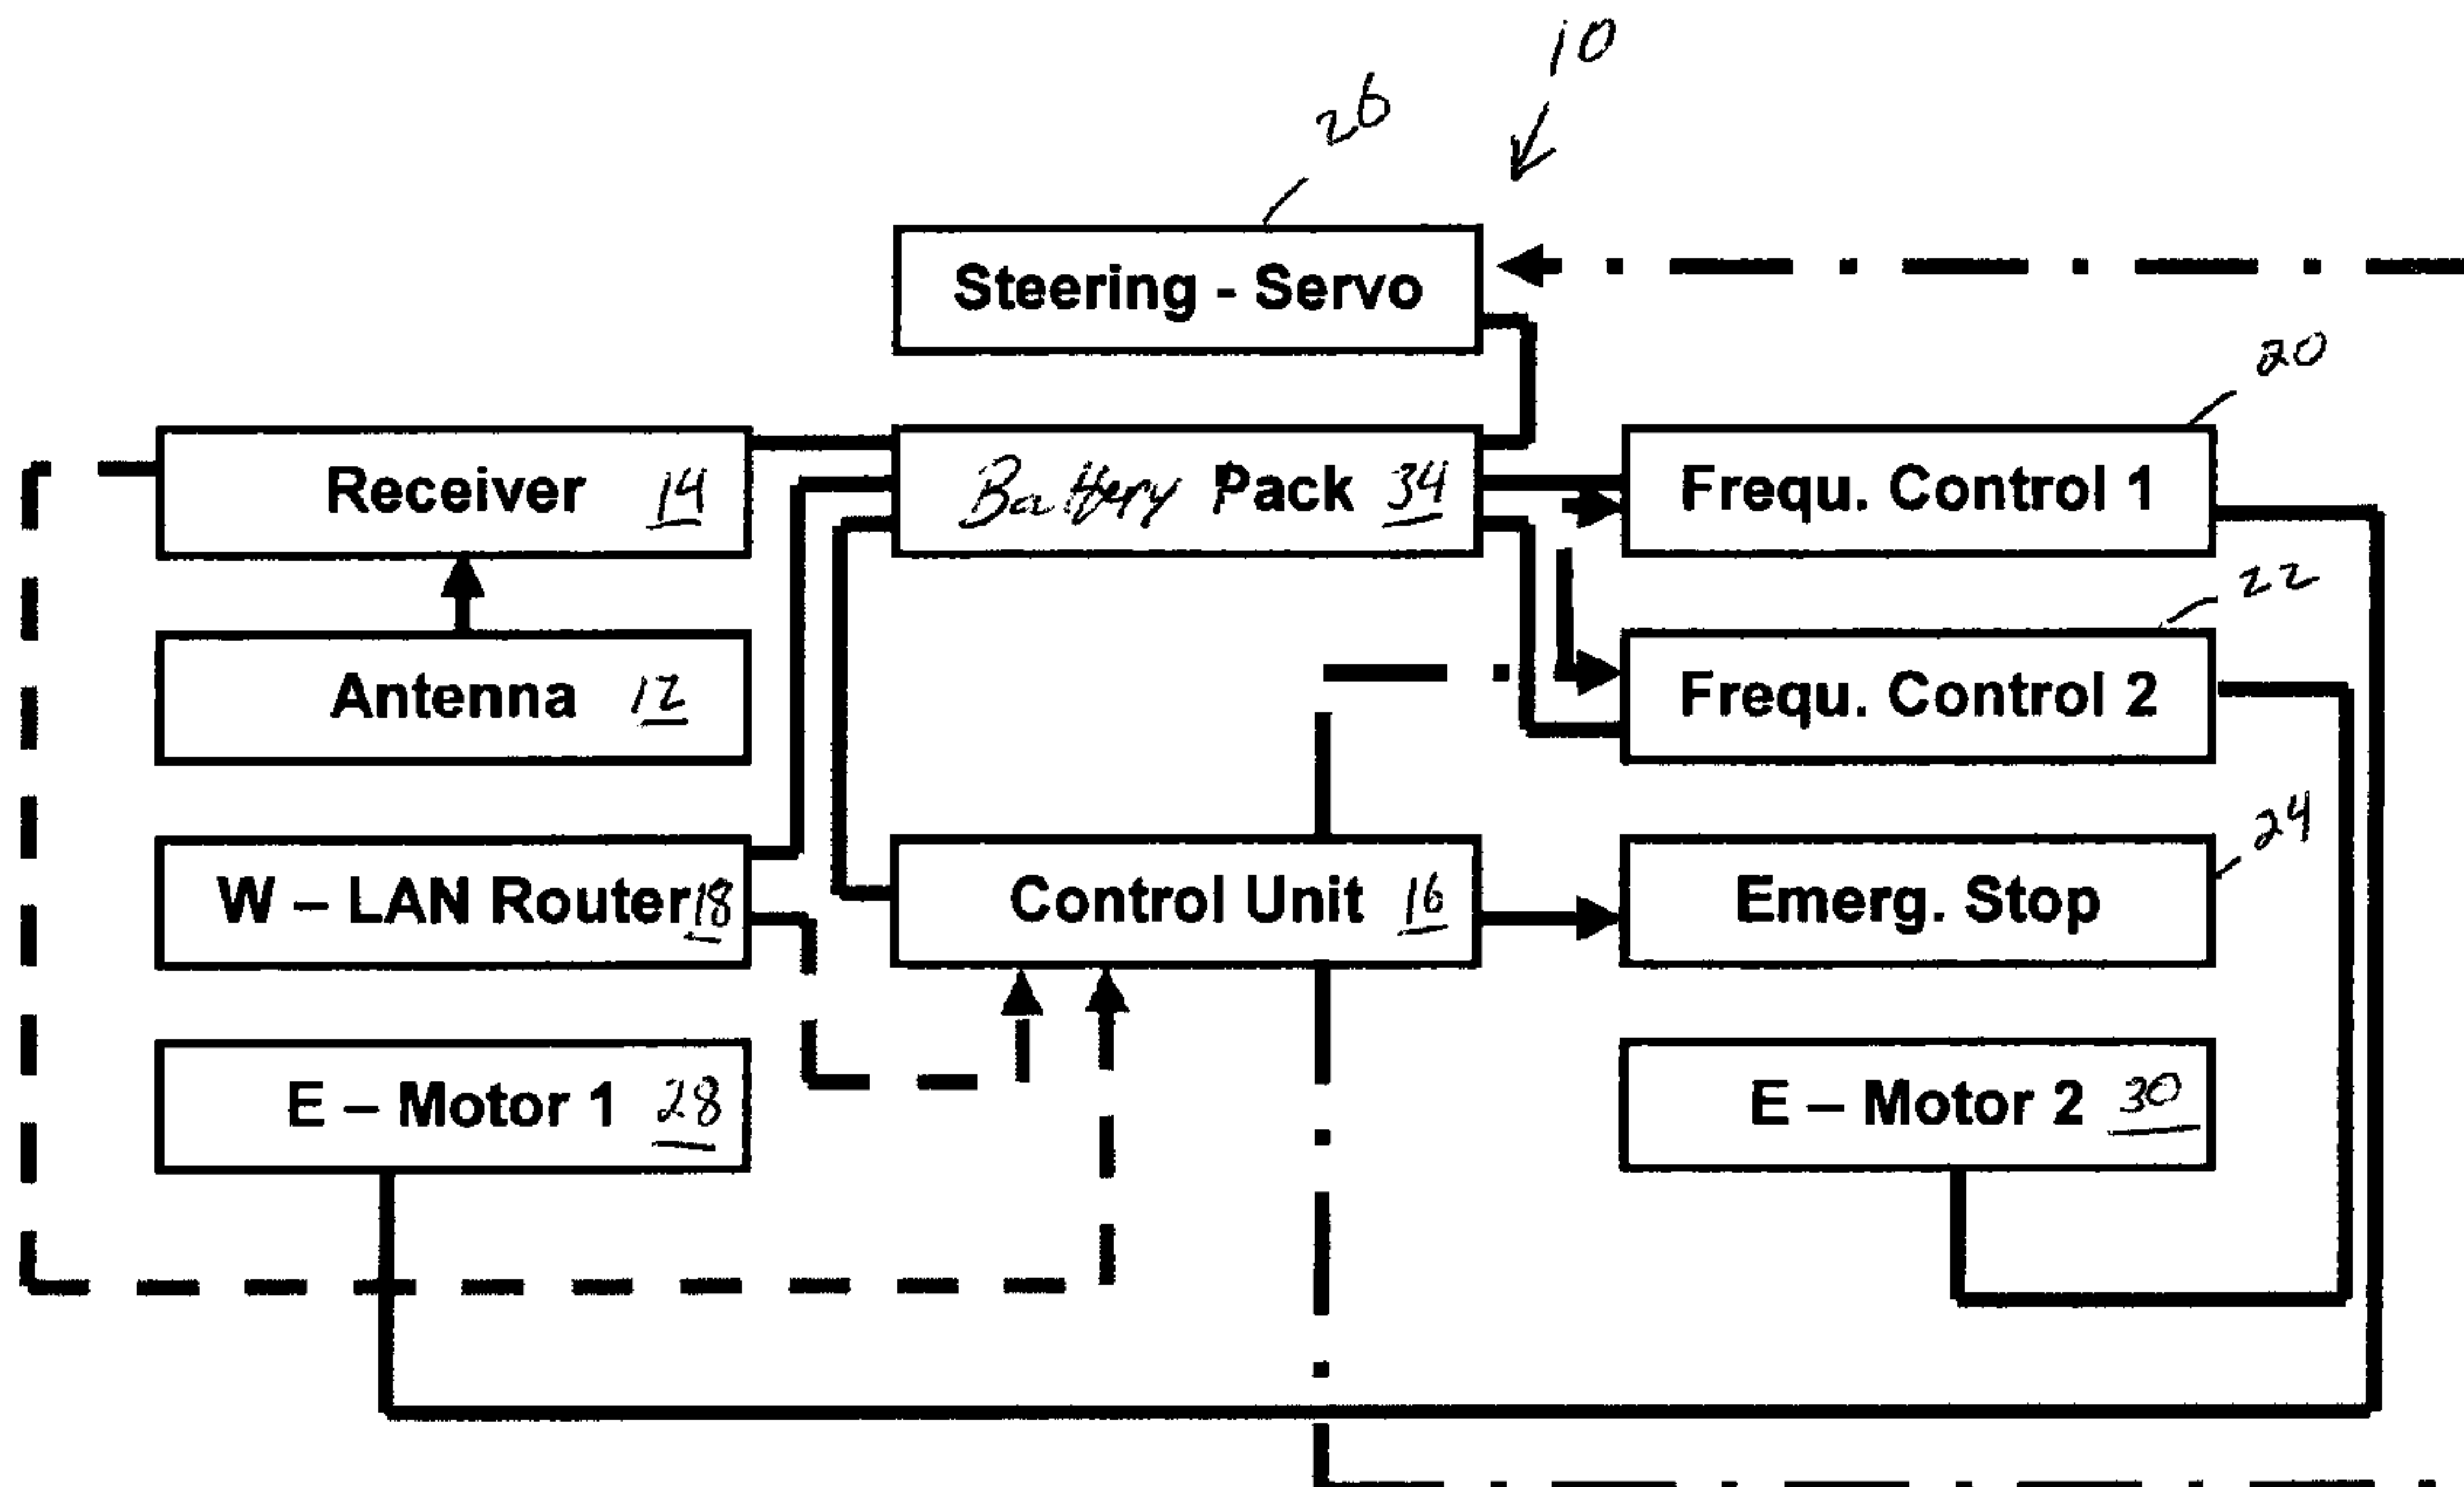 10
26
Steering - Servo
20
Receiver 14
Battery Pack 34
Frequ. Control 1
22
Antenna 12
Frequ. Control 2
24
W – LAN Router 18
Control Unit 16
Emerg. Stop
E – Motor 1 28
E – Motor 2 30